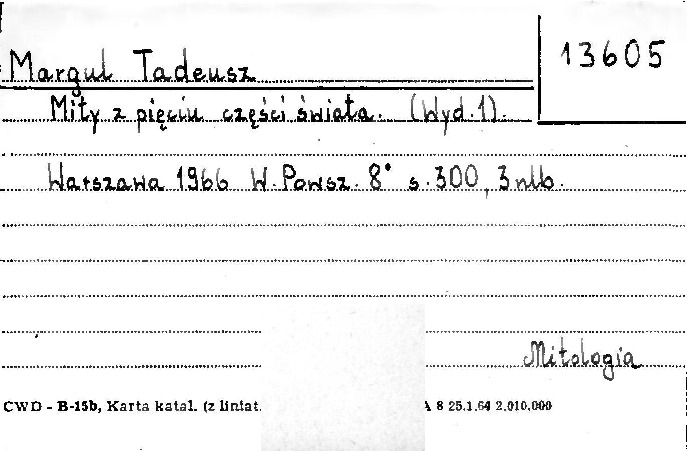 Margul Tadeusz
13605
Mity z pięciu części świata. (Wyd. 1).
Warszawa 1966 W. Powsz. 8° s. 300, 3 nlb.
Mitologia
CWD - B-15b, Karta katal. (z liniat. A 8 25.1.64 2.010.000